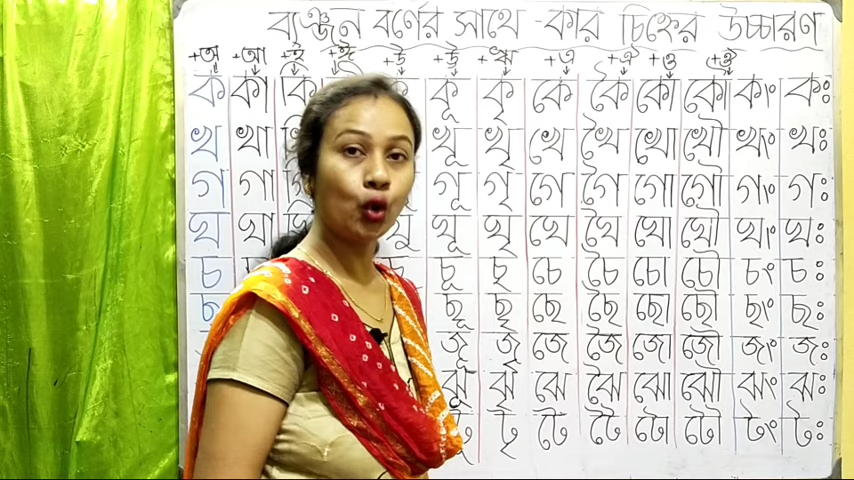 ব্যঞ্জন বর্ণের সাথে -কার চিহ্নের উচ্চারণ
+অ +আ +ই +ঈ +উ +ঊ +ঋ +এ +ঐ +ও +ঔ
ক কা কি কূ কৃ কে কৈ কো কৌ কাং কঃ
খ খা খূ খৃ খে খৈ খো খৌ খাং খঃ
গ গা গূ গৃ গে গৈ গো গৌ গাং গঃ
ঘ ঘা ঘি ঘু ঘূ ঘৃ ঘে ঘৈ ঘো ঘৌ ঘাং ঘঃ
চ চূ চৃ চে চৈ চো চৌ চং চঃ
ছ ছূ ছৃ ছে ছৈ ছো ছৌ ছাং ছঃ
জূ জৃ জে জৈ জো জৌ জাং জঃ
ঝূ ঝৃ ঝে ঝৈ ঝো ঝৌ ঝাং ঝঃ
টৃ টে টৈ টো টৌ টাং টঃ